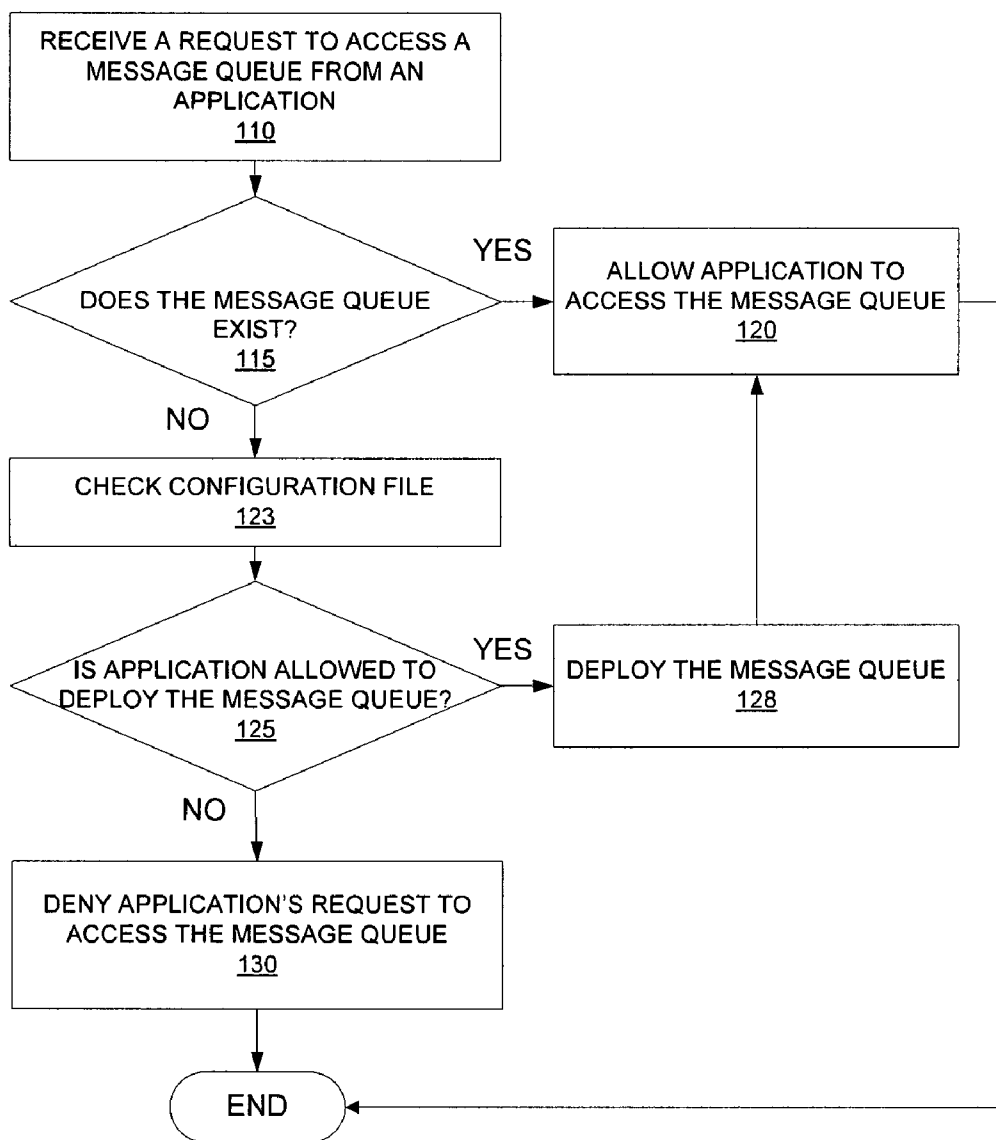 RECEIVE A REQUEST TO ACCESS A
MESSAGE QUEUE FROM AN
APPLICATION
110
YES
DOES THE MESSAGE QUEUE
EXIST?
115
ALLOW APPLICATION TO
ACCESS THE MESSAGE QUEUE
120
NO
CHECK CONFIGURATION FILE
123
YES
IS APPLICATION ALLOWED TO
DEPLOY THE MESSAGE QUEUE?
125
DEPLOY THE MESSAGE QUEUE
128
NO
DENY APPLICATION'S REQUEST TO
ACCESS THE MESSAGE QUEUE
130
END